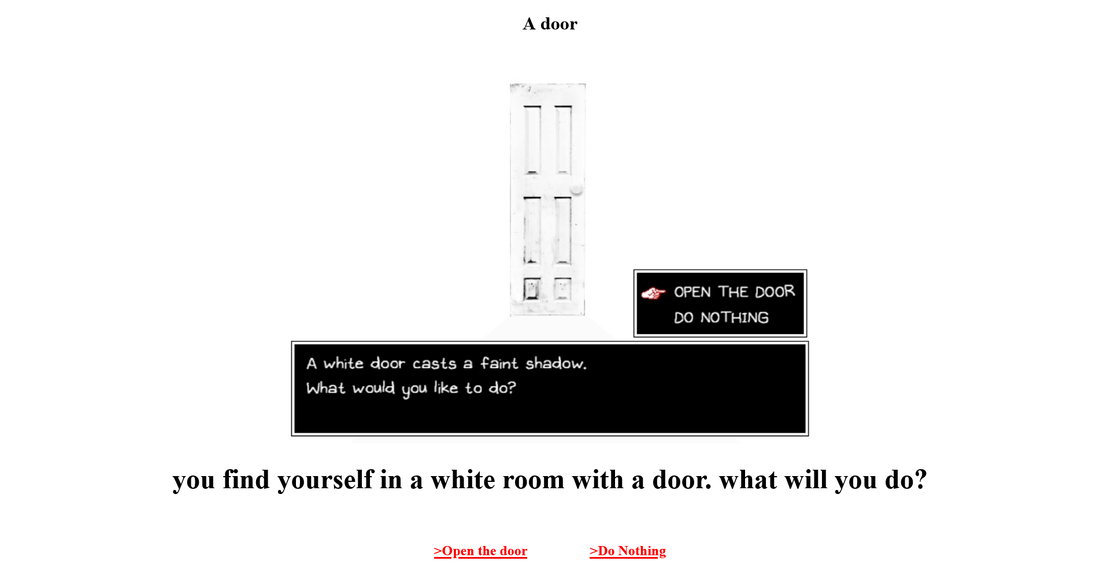 A door
OPEN THE DOOR
DO NOTHING
A white door casts a faint shadow.
What would you like to do?
you find yourself in a white room with a door. what will you do?
>Open the door
>Do Nothing